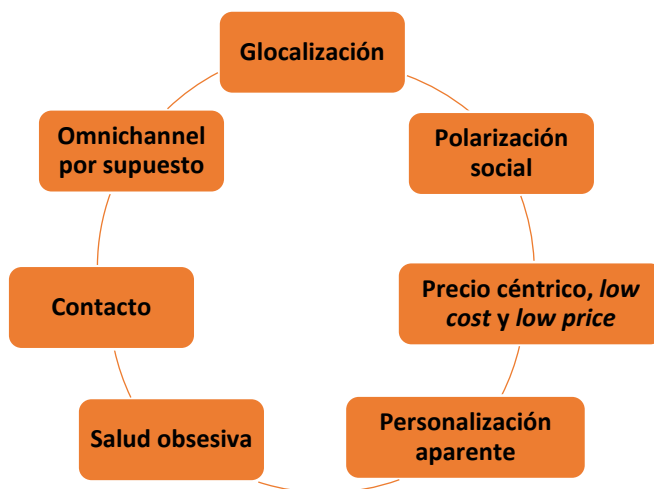 Glocalización
Omnichannel
por supuesto
Polarización
social
Contacto
Precio céntrico, low
cost y low price
Salud obsesiva
Personalización
aparente